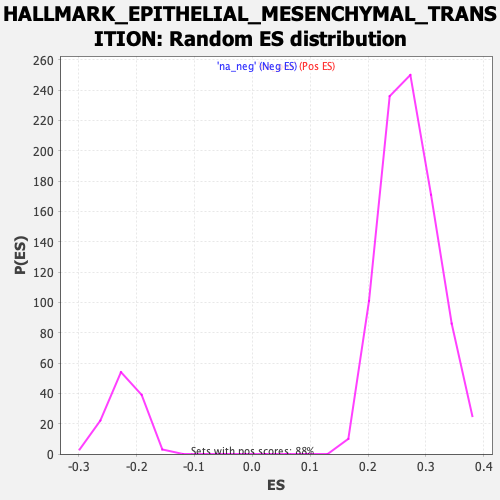 HALLMARK_EPITHELIAL_MESENCHYMAL_TRANS
ITION: Random ES distribution
'na_neg' (Neg ES) (Pos ES)
260
240
220
200
180
160
140
120
100
80
60
40
20
0
P(ES)
Sets with pos scores: 88%
-0.3 -0.2 -0.1 0.0 0.1 0.2 0.3 0.4
ES